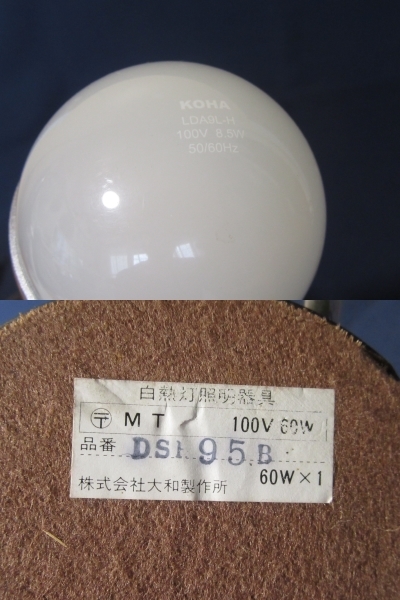 KOHA
LDA9L-H
100V 8.5W
50/60Hz
白熱灯照明器具
〒 MT 100V 60W
品番 95 B
60W×1
株式会社大和製作所